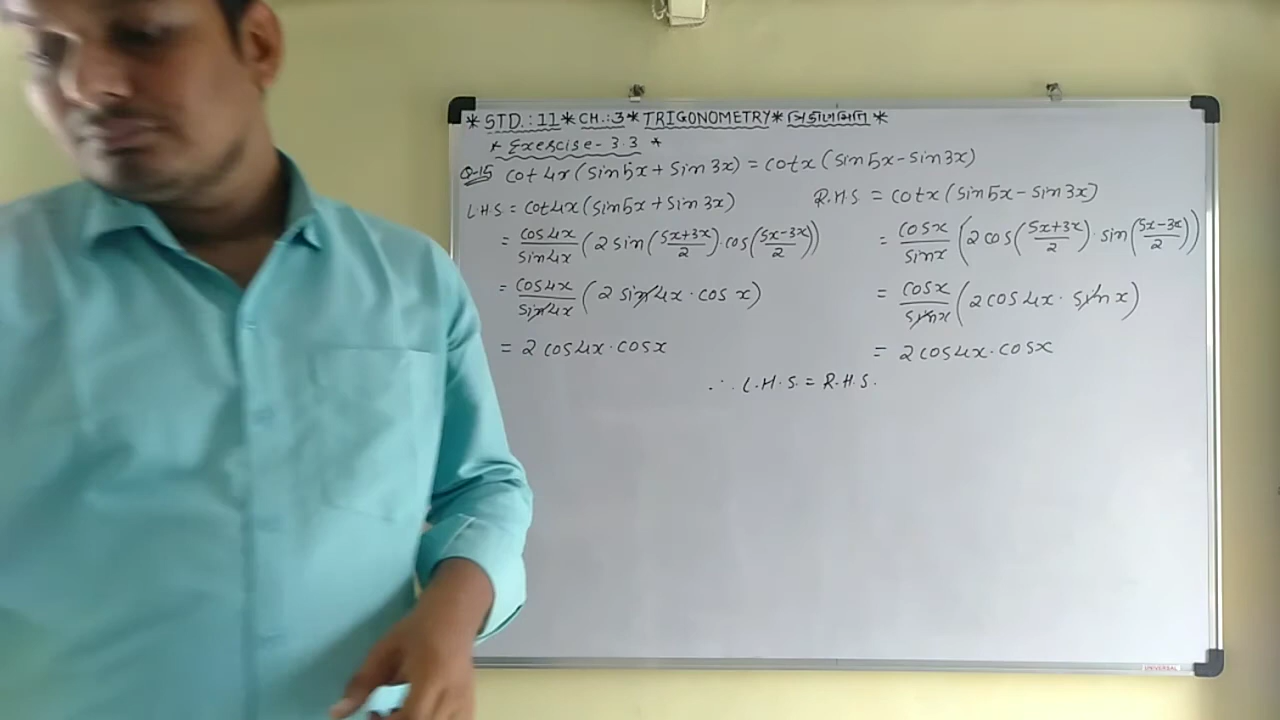 * STD.: 11 * CH.: 3 * TRIGONOMETRY * ત્રિકોણમિતિ *
* Exercise - 3.3 *
Q-15 cot 4x (sin 5x + sin 3x) = cot x (sin 5x - sin 3x)
L.H.S = cot 4x (sin 5x + sin 3x)
= cos 4x / sin 4x (2 sin (5x+3x / 2) · cos (5x-3x / 2))
= cos 4x / sin 4x (2 sin 4x · cos x)
= 2 cos 4x · cos x
R.H.S = cot x (sin 5x - sin 3x)
= cos x / sin x (2 cos (5x+3x / 2) · sin (5x-3x / 2))
= cos x / sin x (2 cos 4x · sin x)
= 2 cos 4x · cos x
∴ L.H.S. = R.H.S.
UNIVERSAL